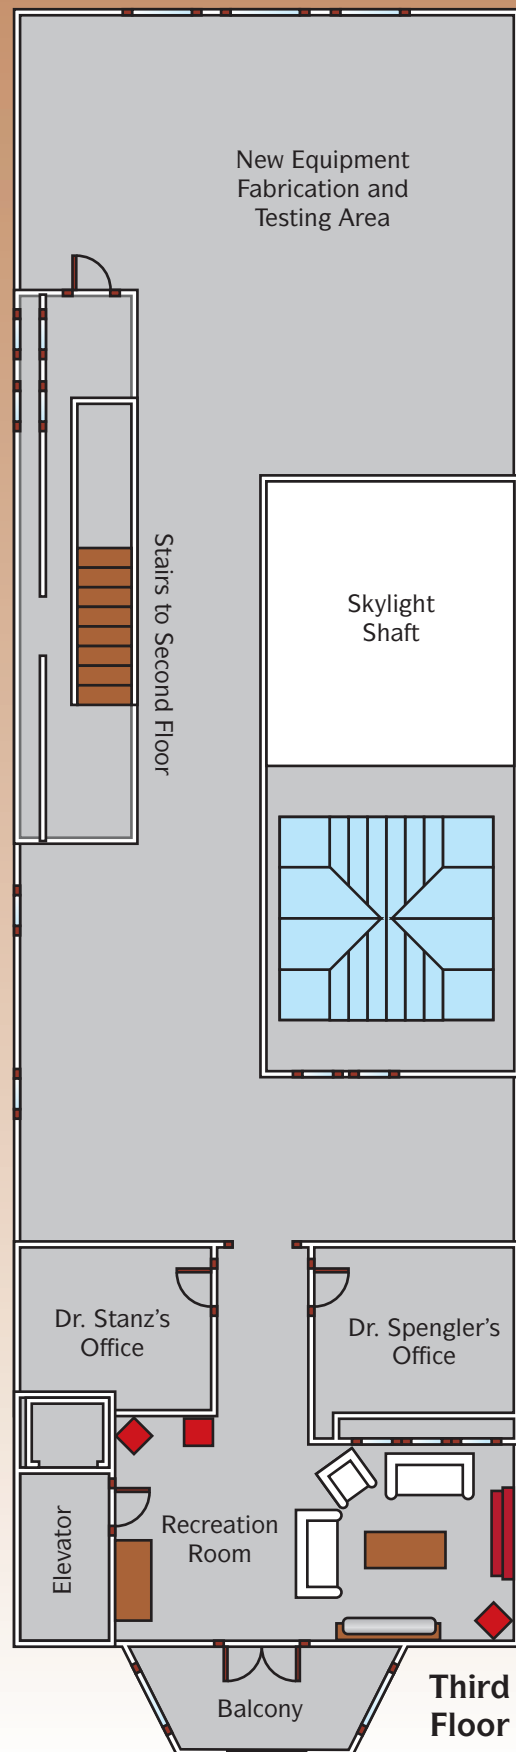 New Equipment
Fabrication and
Testing Area
Stairs to Second Floor
Skylight
Shaft
Dr. Stanz's
Office
Dr. Spengler's
Office
Elevator
Recreation
Room
Balcony
Third
Floor